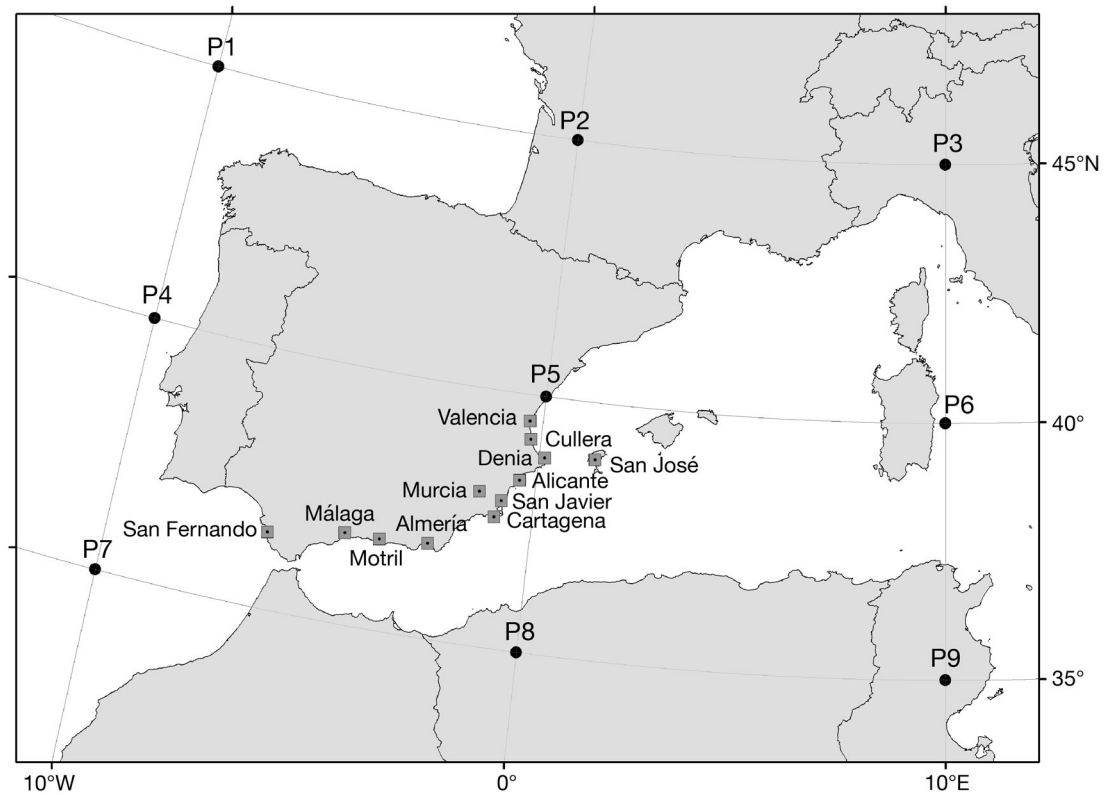 P1
P2
P3
45°N
P4
P5
P6
40°
Valencia
Cullera
Denia
San José
Alicante
Murcia
San Javier
Cartagena
Málaga
Almería
San Fernando
Motril
P7
P8
P9
35°
10°W
0°
10°E